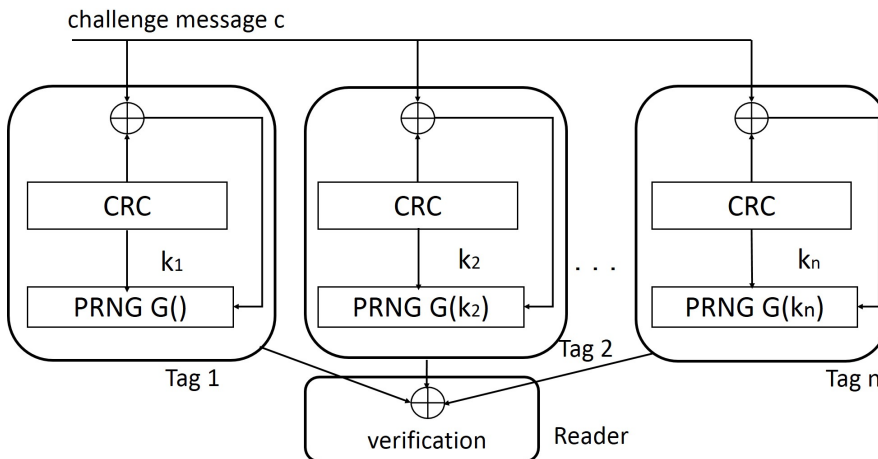 challenge message c
CRC
CRC
CRC
k1
k2
. . .
kn
PRNG G()
PRNG G(k2)
PRNG G(kn)
Tag 1
Tag 2
Tag n
verification
Reader